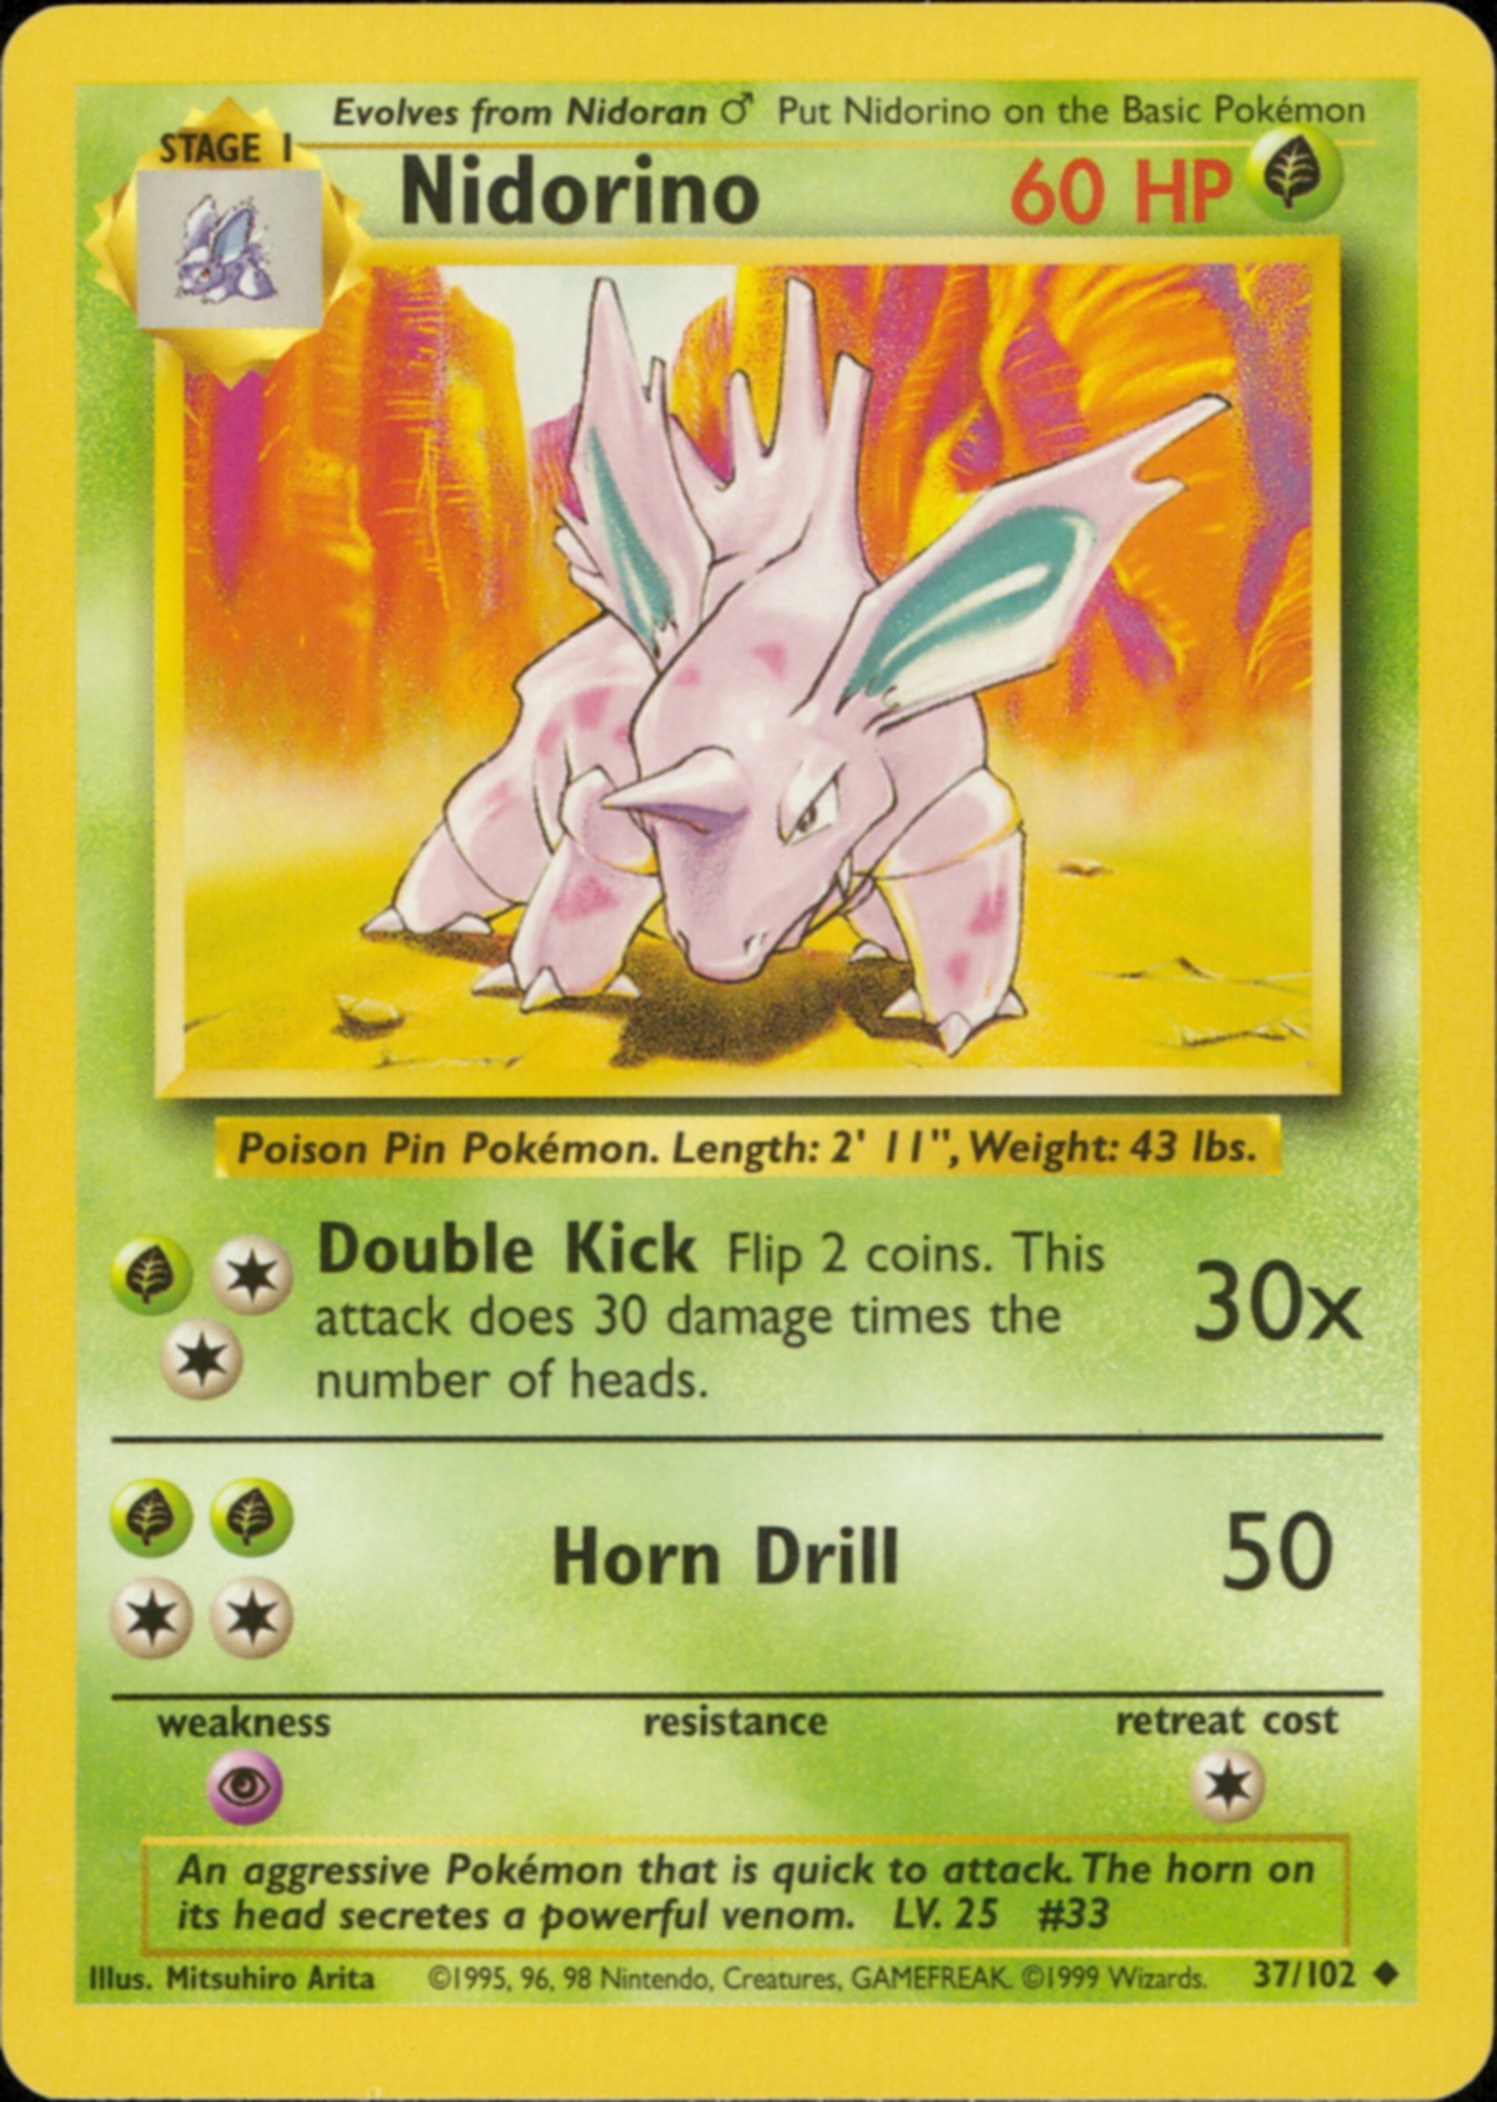 Evolves from Nidoran ♂ Put Nidorino on the Basic Pokémon
STAGE 1
Nidorino 60 HP
Poison Pin Pokémon. Length: 2' 11", Weight: 43 lbs.
Double Kick Flip 2 coins. This
attack does 30 damage times the
number of heads.
30x
Horn Drill 50
weakness resistance retreat cost
An aggressive Pokémon that is quick to attack. The horn on
its head secretes a powerful venom. LV. 25 #33
Illus. Mitsuhiro Arita ©1995, 96, 98 Nintendo, Creatures, GAMEFREAK. ©1999 Wizards. 37/102 ◆